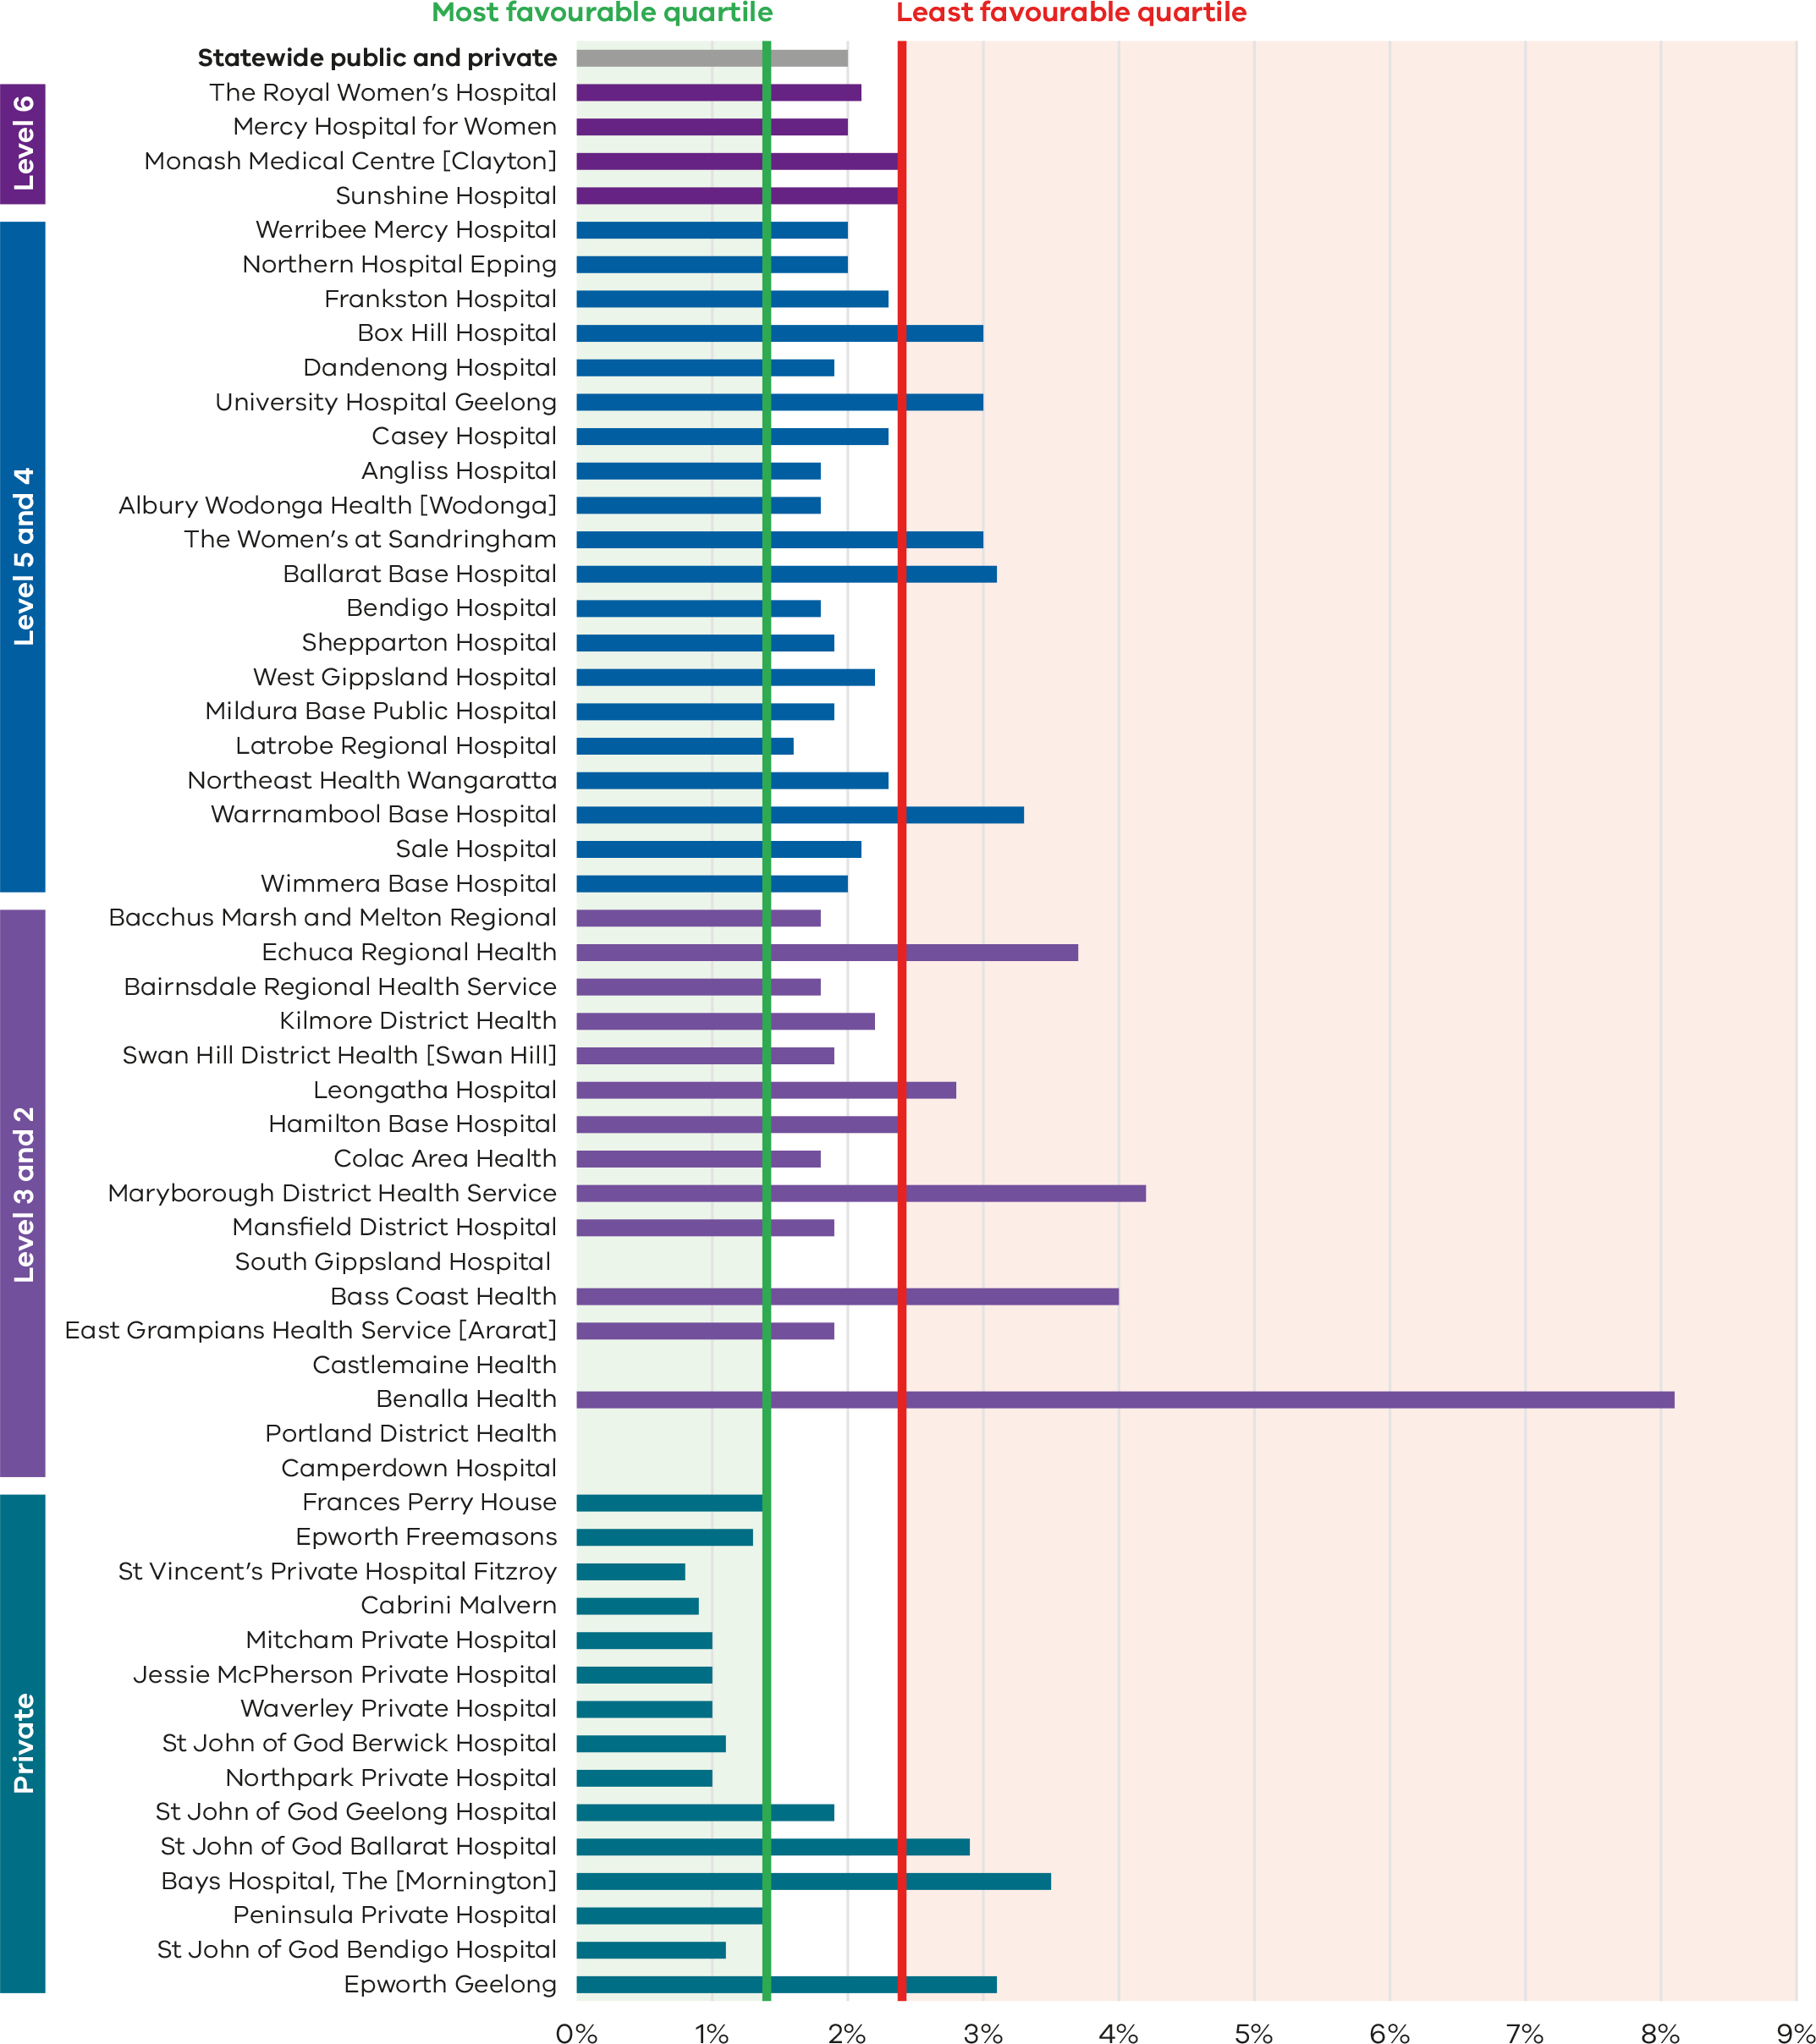 Most favourable quartile
Least favourable quartile
Statewide public and private
Level 6
The Royal Women’s Hospital
Mercy Hospital for Women
Monash Medical Centre [Clayton]
Sunshine Hospital
Level 5 and 4
Werribee Mercy Hospital
Northern Hospital Epping
Frankston Hospital
Box Hill Hospital
Dandenong Hospital
University Hospital Geelong
Casey Hospital
Angliss Hospital
Albury Wodonga Health [Wodonga]
The Women’s at Sandringham
Ballarat Base Hospital
Bendigo Hospital
Shepparton Hospital
West Gippsland Hospital
Mildura Base Public Hospital
Latrobe Regional Hospital
Northeast Health Wangaratta
Warrnambool Base Hospital
Sale Hospital
Wimmera Base Hospital
Level 3 and 2
Bacchus Marsh and Melton Regional
Echuca Regional Health
Bairnsdale Regional Health Service
Kilmore District Health
Swan Hill District Health [Swan Hill]
Leongatha Hospital
Hamilton Base Hospital
Colac Area Health
Maryborough District Health Service
Mansfield District Hospital
South Gippsland Hospital
Bass Coast Health
East Grampians Health Service [Ararat]
Castlemaine Health
Benalla Health
Portland District Health
Camperdown Hospital
Private
Frances Perry House
Epworth Freemasons
St Vincent’s Private Hospital Fitzroy
Cabrini Malvern
Mitcham Private Hospital
Jessie McPherson Private Hospital
Waverley Private Hospital
St John of God Berwick Hospital
Northpark Private Hospital
St John of God Geelong Hospital
St John of God Ballarat Hospital
Bays Hospital, The [Mornington]
Peninsula Private Hospital
St John of God Bendigo Hospital
Epworth Geelong
0% 1% 2% 3% 4% 5% 6% 7% 8% 9%